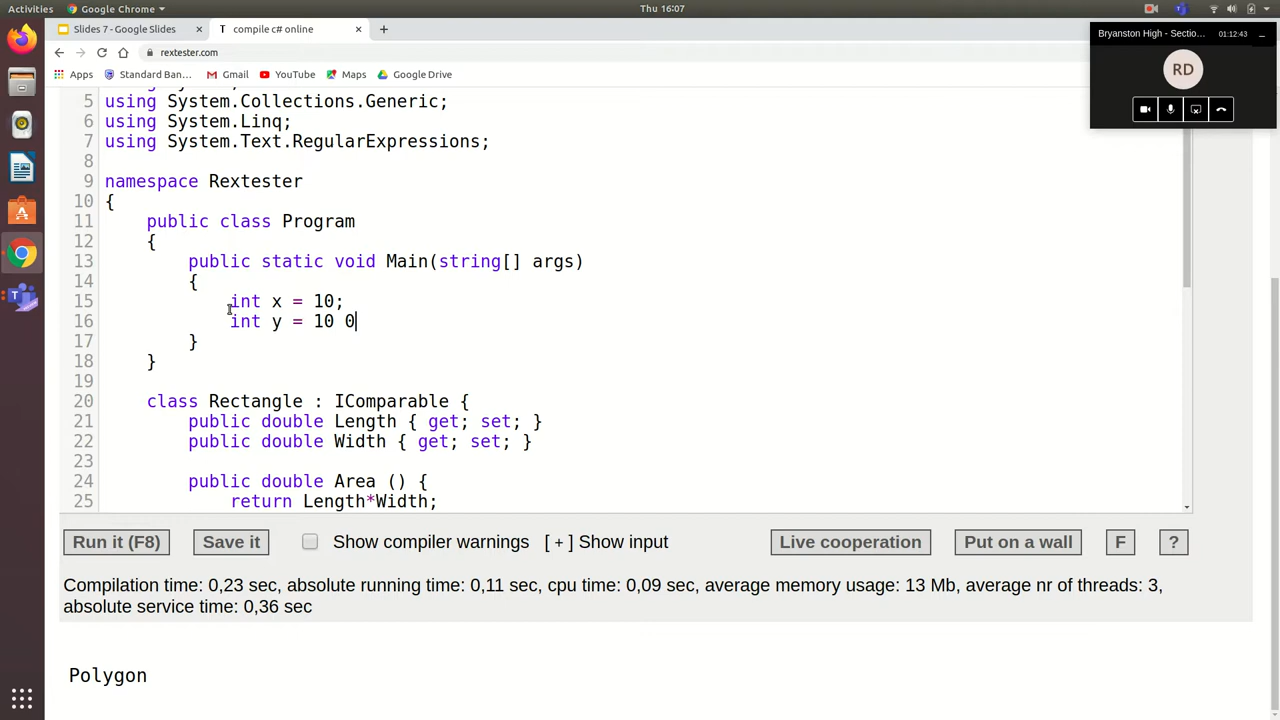 Activities
Google Chrome
Thu 16:07
Slides 7 - Google Slides
compile c# online
rextester.com
Apps
Standard Ban...
Gmail
YouTube
Maps
Google Drive
Bryanston High - Sectio...
01:12:43
RD
5 using System.Collections.Generic;
6 using System.Linq;
7 using System.Text.RegularExpressions;
8
9 namespace Rextester
10 {
11 public class Program
12 {
13 public static void Main(string[] args)
14 {
15 int x = 10;
16 int y = 10 0
17 }
18 }
19
20 class Rectangle : IComparable {
21 public double Length { get; set; }
22 public double Width { get; set; }
23
24 public double Area () {
25 return Length*Width;
Run it (F8)
Save it
Show compiler warnings
[ + ] Show input
Live cooperation
Put on a wall
F
?
Compilation time: 0,23 sec, absolute running time: 0,11 sec, cpu time: 0,09 sec, average memory usage: 13 Mb, average nr of threads: 3,
absolute service time: 0,36 sec
Polygon